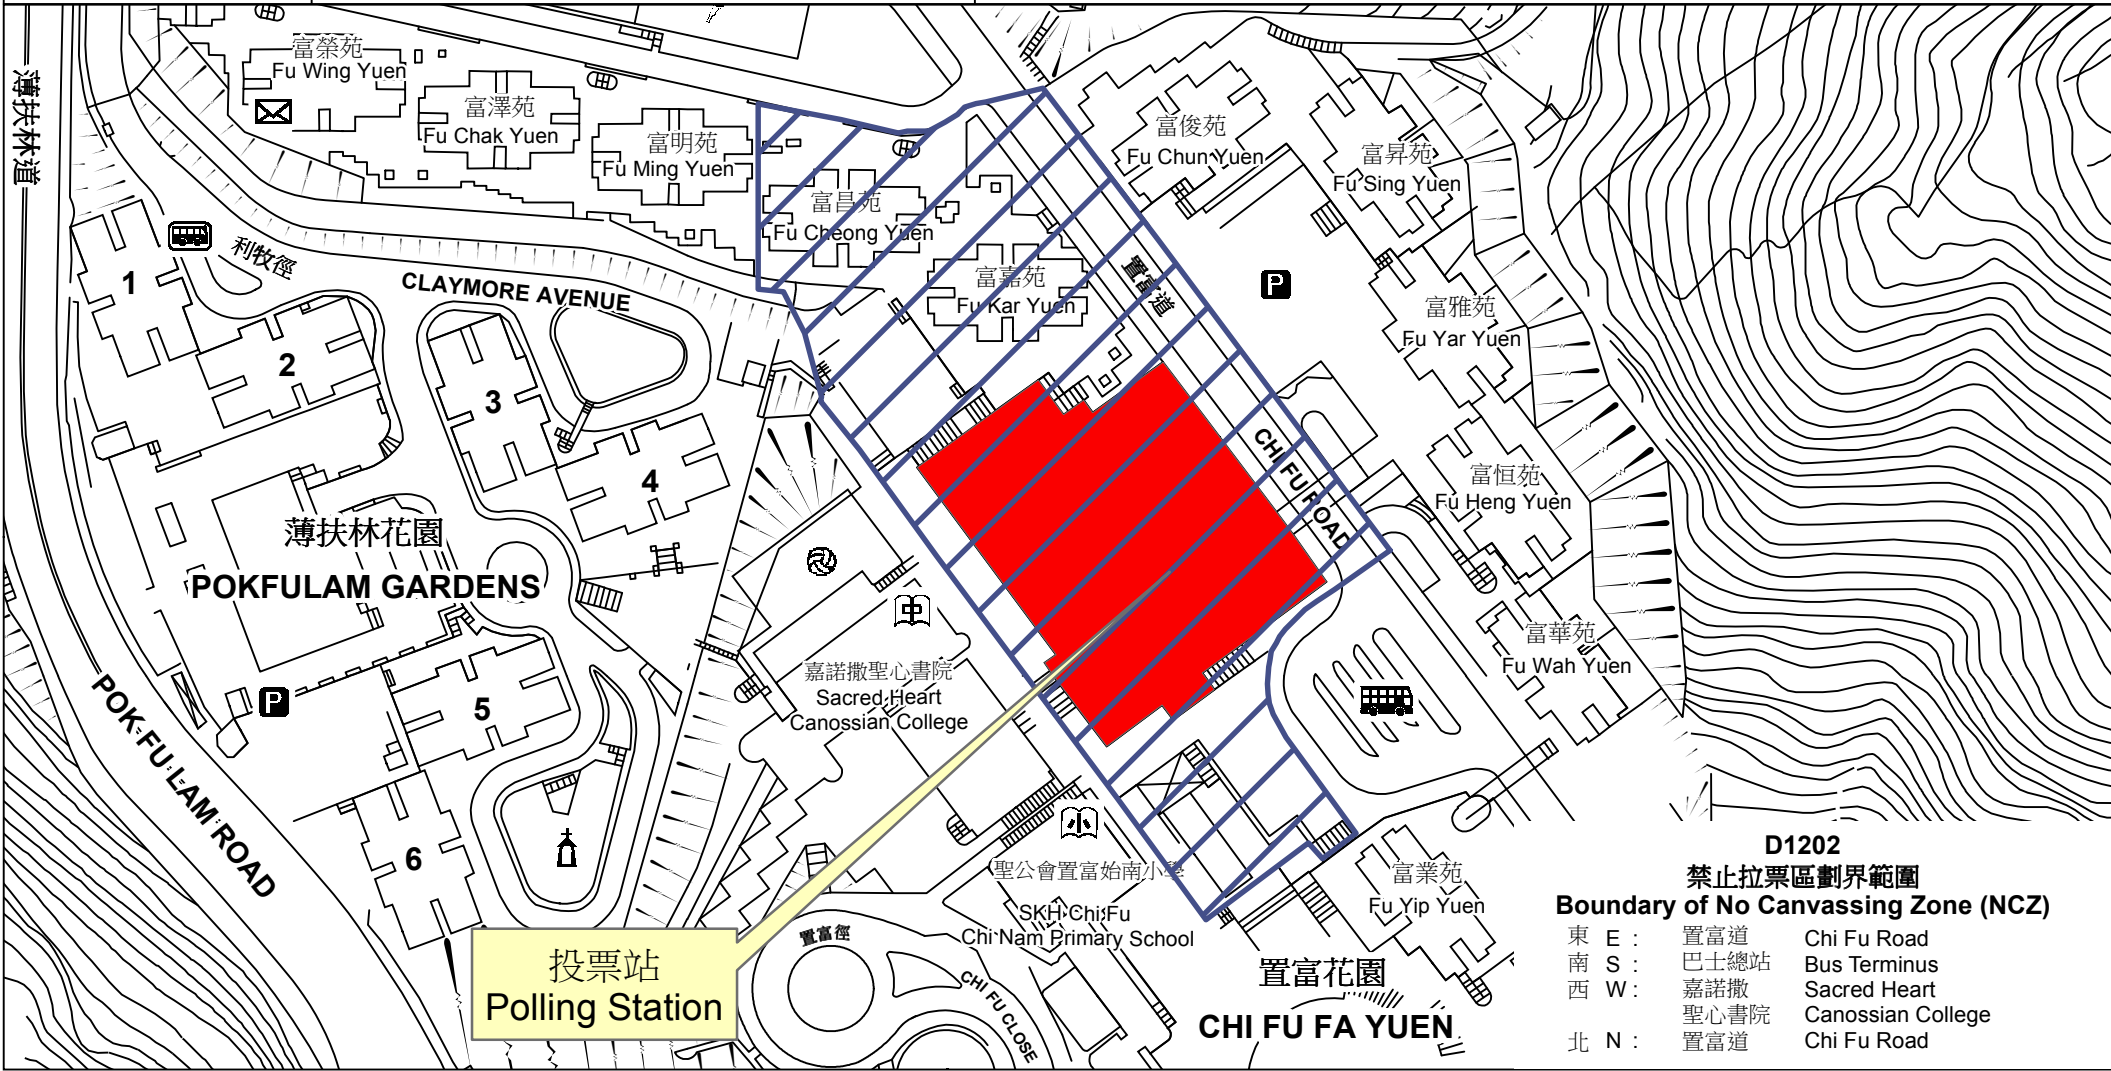 薄扶林道
富榮苑
Fu Wing Yuen
富澤苑
Fu Chak Yuen
富明苑
Fu Ming Yuen
富昌苑
Fu Cheong Yuen
富嘉苑
Fu Kar Yuen
富俊苑
Fu Chun Yuen
富昇苑
Fu Sing Yuen
富雅苑
Fu Yar Yuen
富恒苑
Fu Heng Yuen
富華苑
Fu Wah Yuen
富業苑
Fu Yip Yuen
利牧徑
CLAYMORE AVENUE
置富道
CHI FU ROAD
P
1
2
3
4
5
6
薄扶林花園
POKFULAM GARDENS
P
POK FU LAM ROAD
中
嘉諾撒聖心書院
Sacred Heart
Canossian College
小
聖公會置富始南小學
SKH Chi Fu
Chi Nam Primary School
置富徑
CHI FU CLOSE
投票站
Polling Station
置富花園
CHI FU FA YUEN
D1202
禁止拉票區劃界範圍
Boundary of No Canvassing Zone (NCZ)
東 E : 置富道 Chi Fu Road
南 S : 巴士總站 Bus Terminus
西 W : 嘉諾撒 Sacred Heart
聖心書院 Canossian College
北 N : 置富道 Chi Fu Road